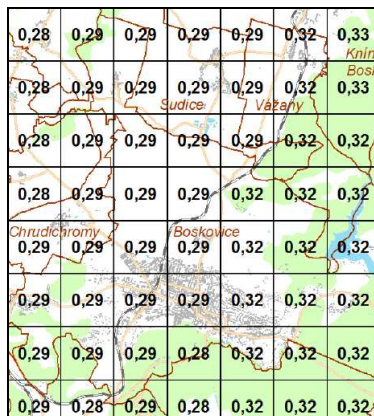 0,28 0,29 0,29 0,29 0,29 0,32 0,33
Knín
Bosk
0,28 0,29 0,29 0,29 0,29 0,32 0,33
Sudice Vážany
0,28 0,29 0,29 0,29 0,29 0,32 0,32
0,28 0,29 0,29 0,29 0,32 0,32 0,32
Chrudichromy Boskovice
0,29 0,29 0,29 0,29 0,32 0,32 0,32
0,29 0,29 0,29 0,32 0,32 0,32 0,32
0,29 0,29 0,29 0,28 0,32 0,32 0,32
0,29 0,28 0,29 0,28 0,32 0,32 0,32